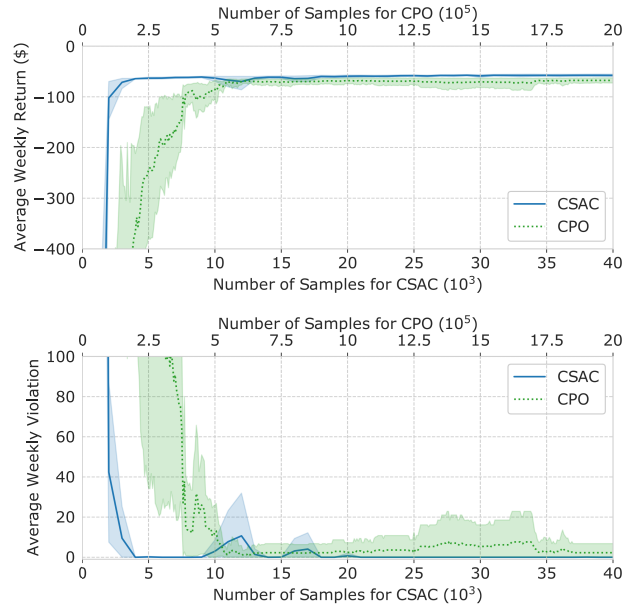 Number of Samples for CPO (10⁵)
0 2.5 5 7.5 10 12.5 15 17.5 20
Average Weekly Return ($)
0
−100
−200
−300
−400
CSAC
CPO
0 5 10 15 20 25 30 35 40
Number of Samples for CSAC (10³)
Number of Samples for CPO (10⁵)
0 2.5 5 7.5 10 12.5 15 17.5 20
Average Weekly Violation
100
80
60
40
20
0
CSAC
CPO
0 5 10 15 20 25 30 35 40
Number of Samples for CSAC (10³)